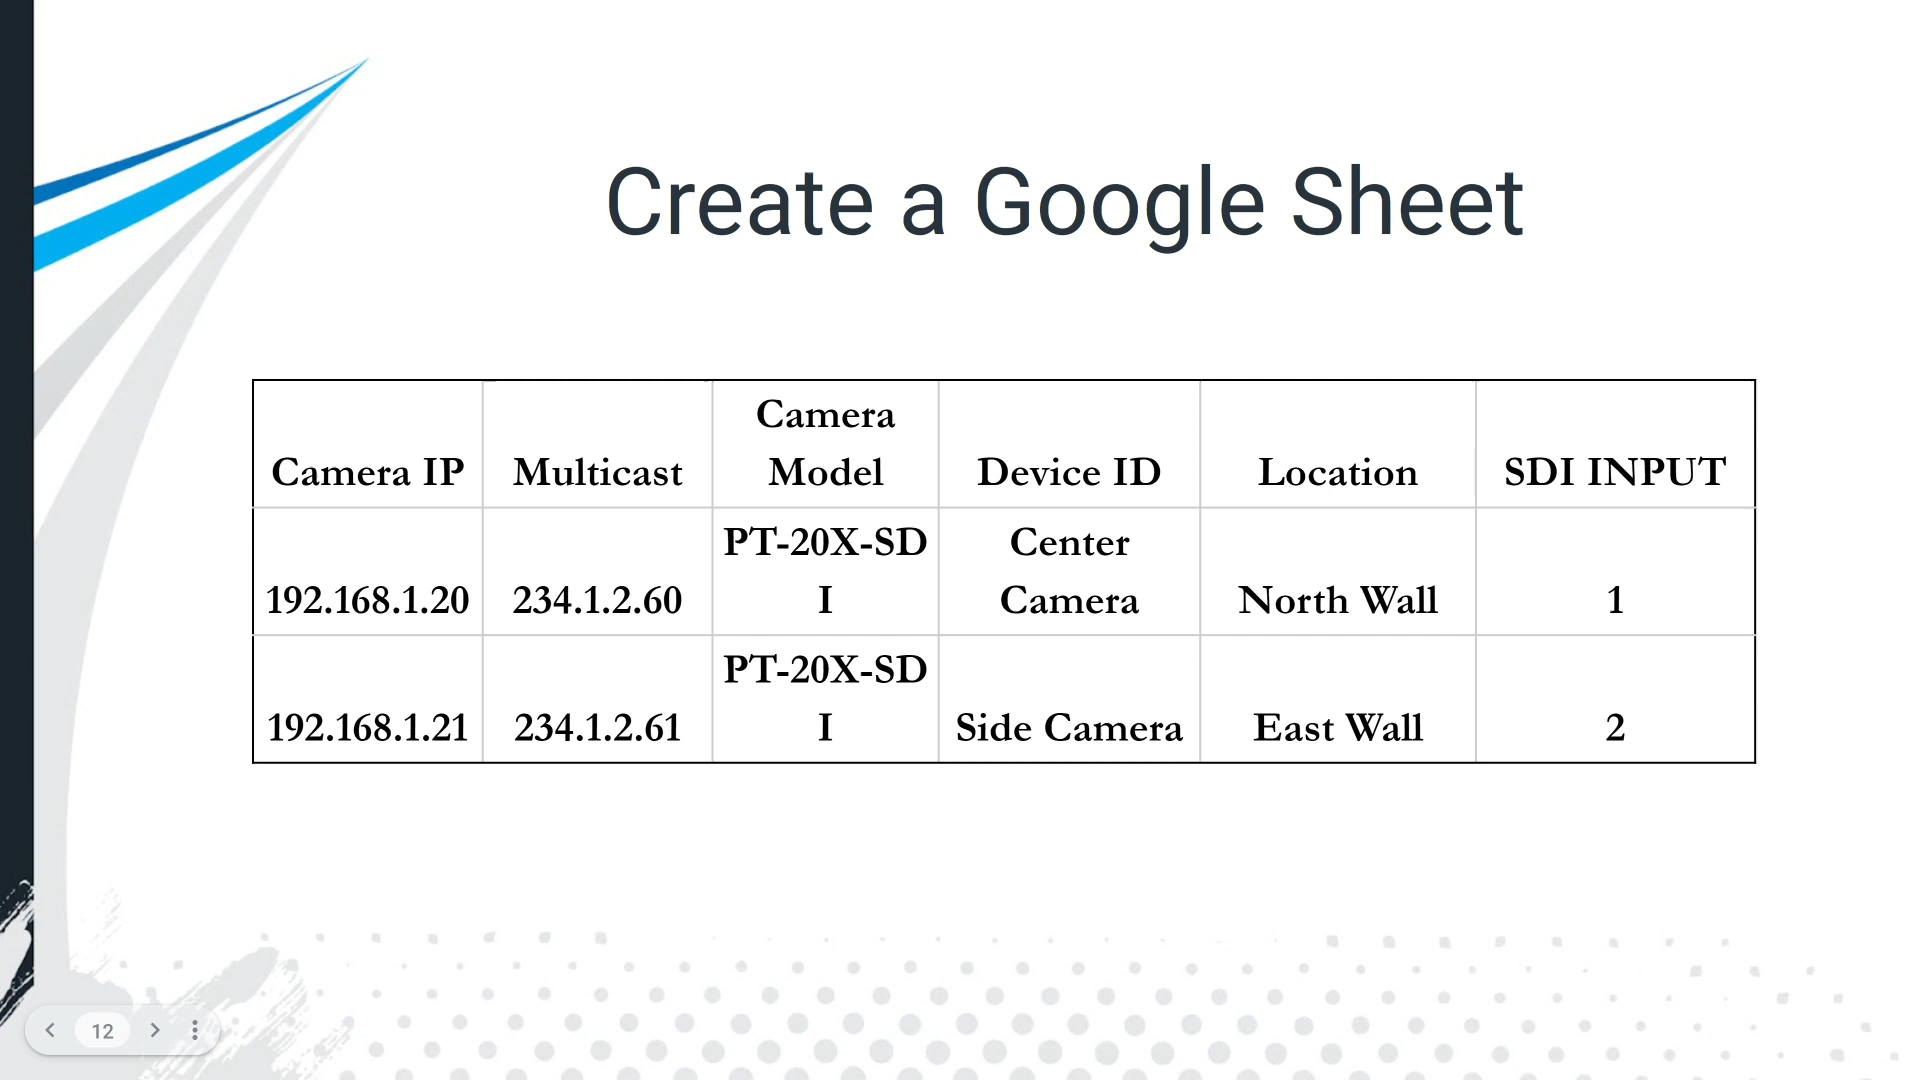 Create a Google Sheet
Camera IP Multicast Camera Model Device ID Location SDI INPUT
192.168.1.20 234.1.2.60 PT-20X-SD I Center Camera North Wall 1
192.168.1.21 234.1.2.61 PT-20X-SD I Side Camera East Wall 2
12